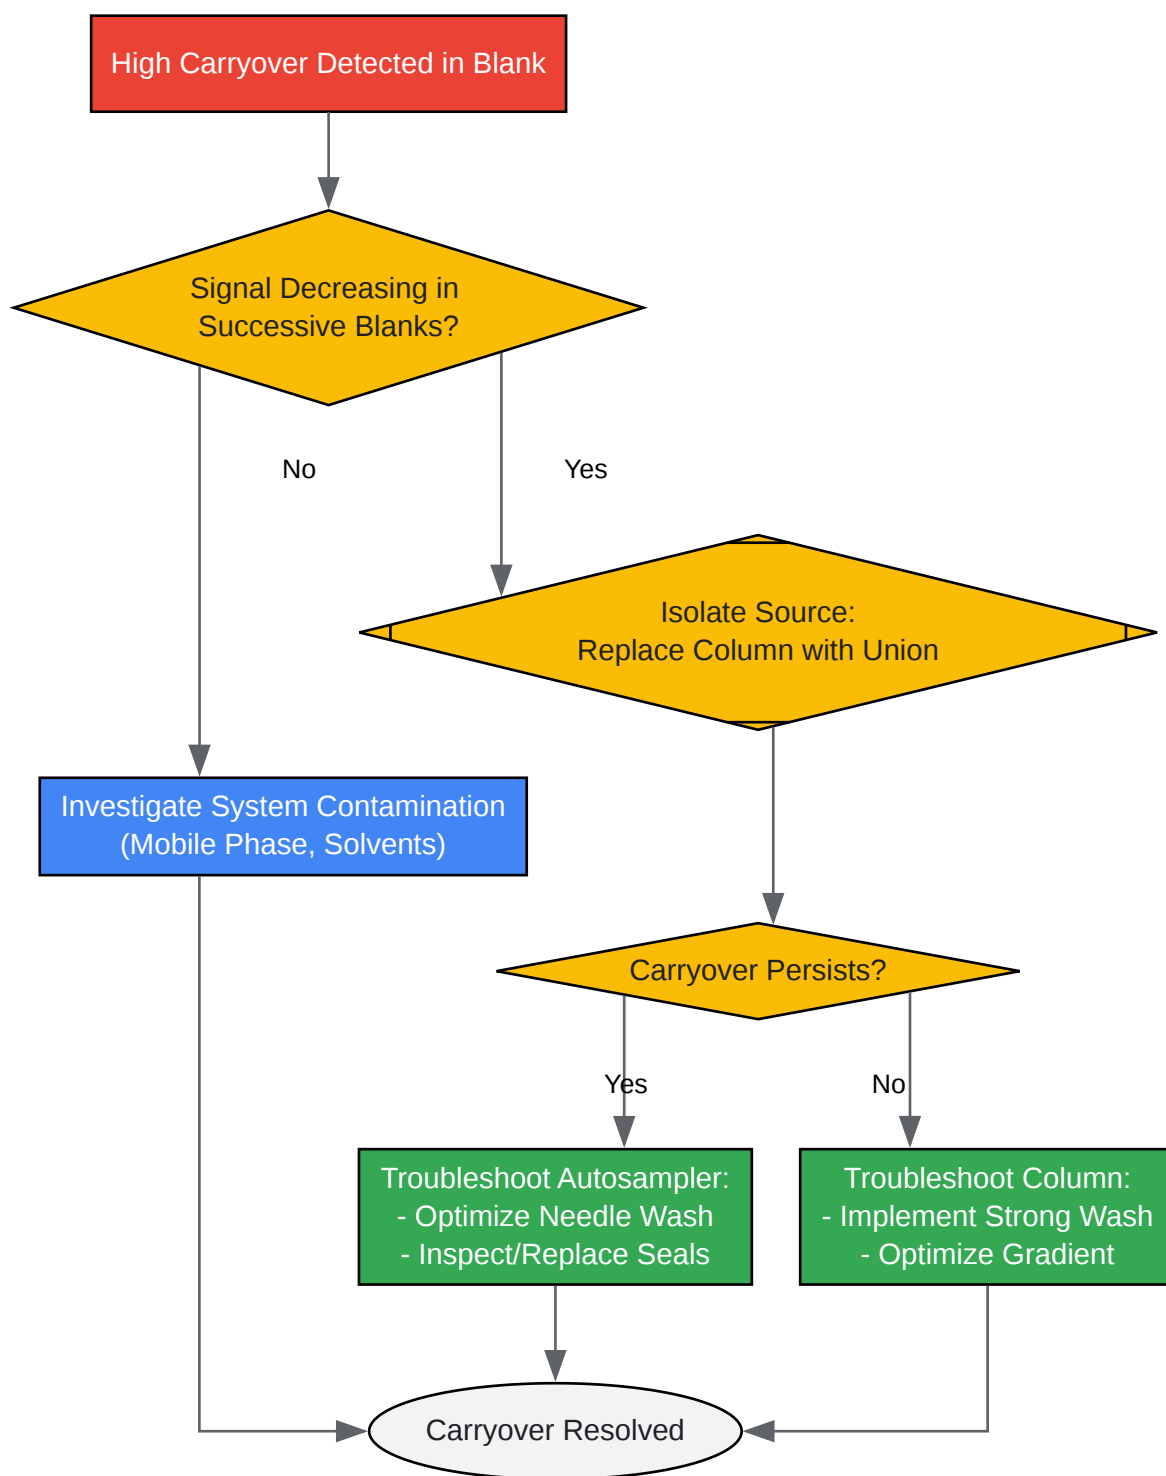 High Carryover Detected in Blank
Signal Decreasing in
Successive Blanks?
No
Yes
Isolate Source:
Replace Column with Union
Investigate System Contamination
(Mobile Phase, Solvents)
Carryover Persists?
Yes
No
Troubleshoot Autosampler:
- Optimize Needle Wash
- Inspect/Replace Seals
Troubleshoot Column:
- Implement Strong Wash
- Optimize Gradient
Carryover Resolved